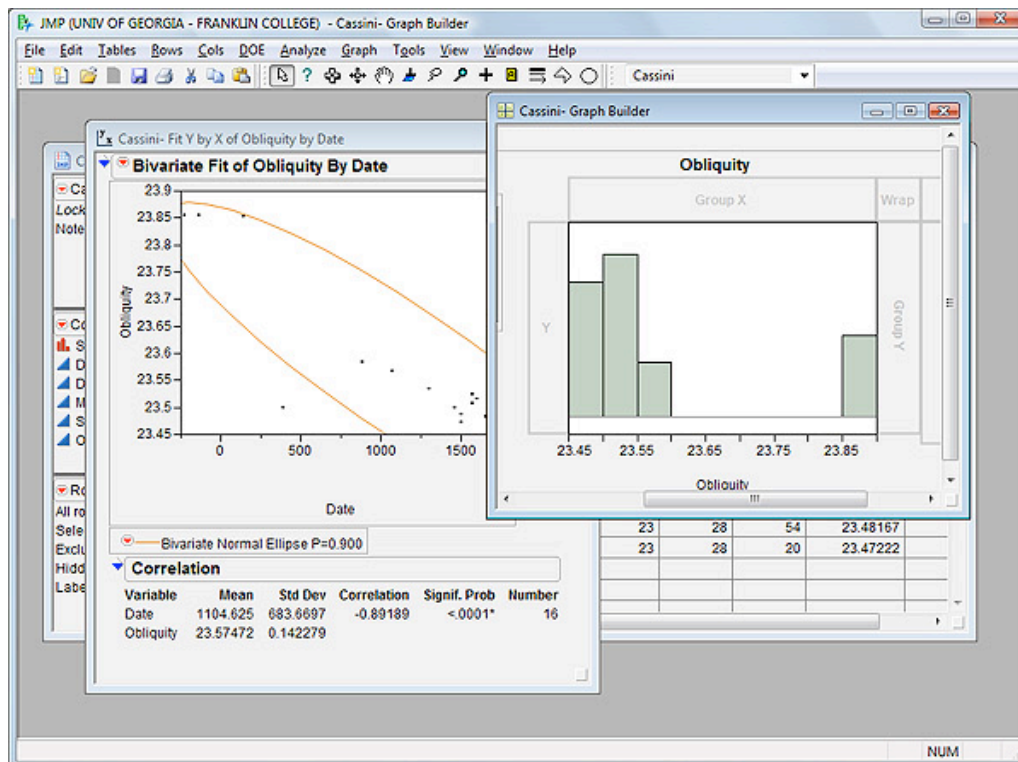 JMP (UNIV OF GEORGIA - FRANKLIN COLLEGE) - Cassini- Graph Builder
File Edit Tables Rows Cols DOE Analyze Graph Tools View Window Help
Cassini
Cassini- Graph Builder
Obliquity
Group X
Wrap
Y
Group Y
23.45 23.55 23.65 23.75 23.85
Obliquity
Cassini- Fit Y by X of Obliquity by Date
Bivariate Fit of Obliquity By Date
23.9
23.85
23.8
23.75
23.7
23.65
23.6
23.55
23.5
23.45
Obliquity
0 500 1000 1500
Date
Bivariate Normal Ellipse P=0.900
Correlation
Variable Mean Std Dev Correlation Signif. Prob Number
Date 1104.625 683.6697 -0.89189 <.0001* 16
Obliquity 23.57472 0.142279
C
Ca
Lock
Note
Co
S
D
D
M
S
O
Ro
All ro
Sele
Exclu
Hidd
Labe
23 28 54 23.48167
23 28 20 23.47222
NUM